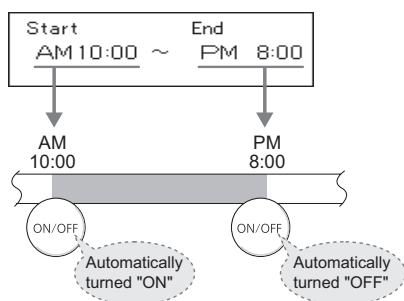 Start End
AM10:00 ~ PM 8:00
AM PM
10:00 8:00
ON/OFF ON/OFF
Automatically
turned "ON"
Automatically
turned "OFF"